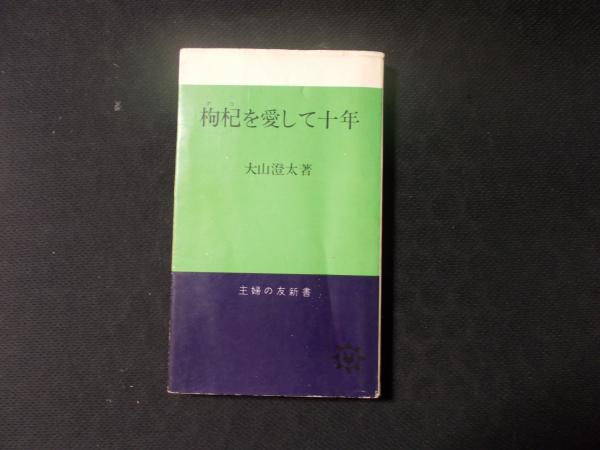 枸杞を愛して十年
大山澄太著
主婦の友新書